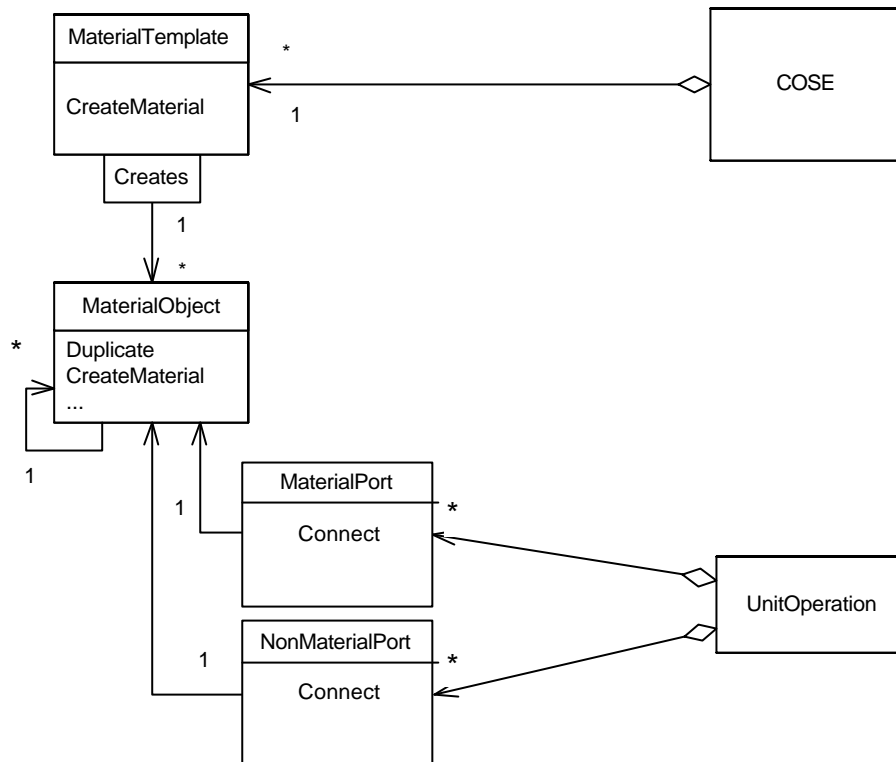 MaterialTemplate
*
COSE
CreateMaterial
1
Creates
1
*
MaterialObject
*
Duplicate
CreateMaterial
...
1
MaterialPort
1
*
Connect
UnitOperation
NonMaterialPort
1
*
Connect